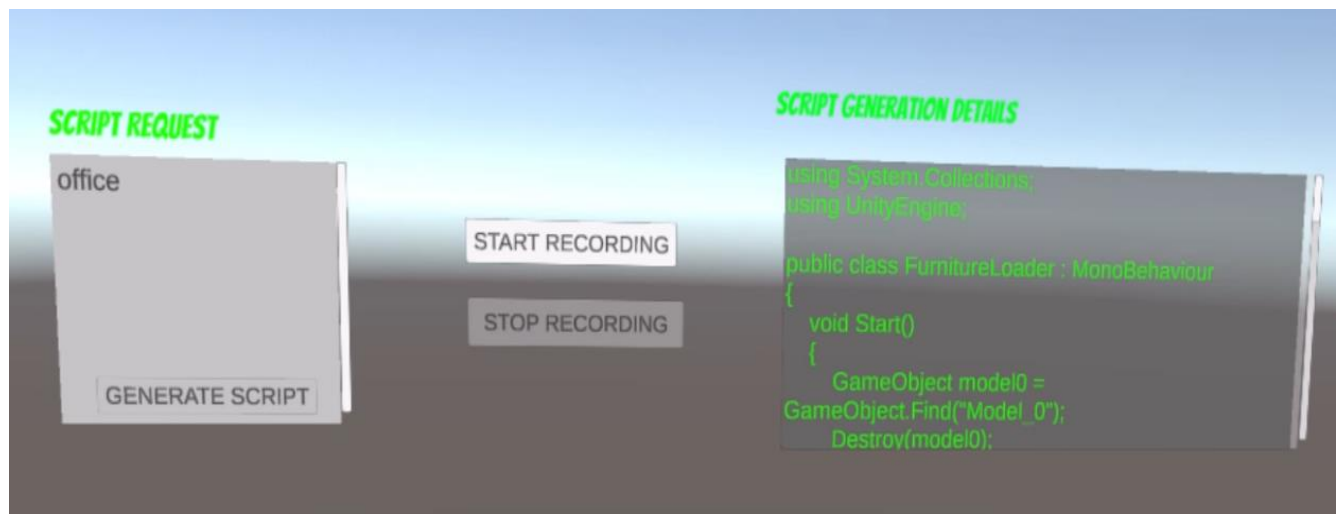 SCRIPT REQUEST
office
GENERATE SCRIPT
START RECORDING
STOP RECORDING
SCRIPT GENERATION DETAILS
using System.Collections;
using UnityEngine;
public class FurnitureLoader : MonoBehaviour
{
void Start()
{
GameObject model0 =
GameObject.Find("Model_0");
Destroy(model0);